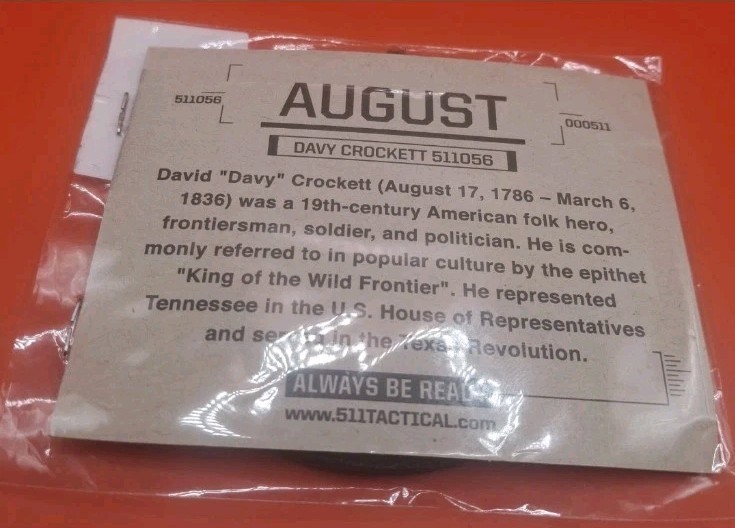 511056
AUGUST
000511
DAVY CROCKETT 511056
David "Davy" Crockett (August 17, 1786 – March 6,
1836) was a 19th-century American folk hero,
frontiersman, soldier, and politician. He is com-
monly referred to in popular culture by the epithet
"King of the Wild Frontier". He represented
Tennessee in the U.S. House of Representatives
and served in the Texas Revolution.
ALWAYS BE READY
www.511TACTICAL.com